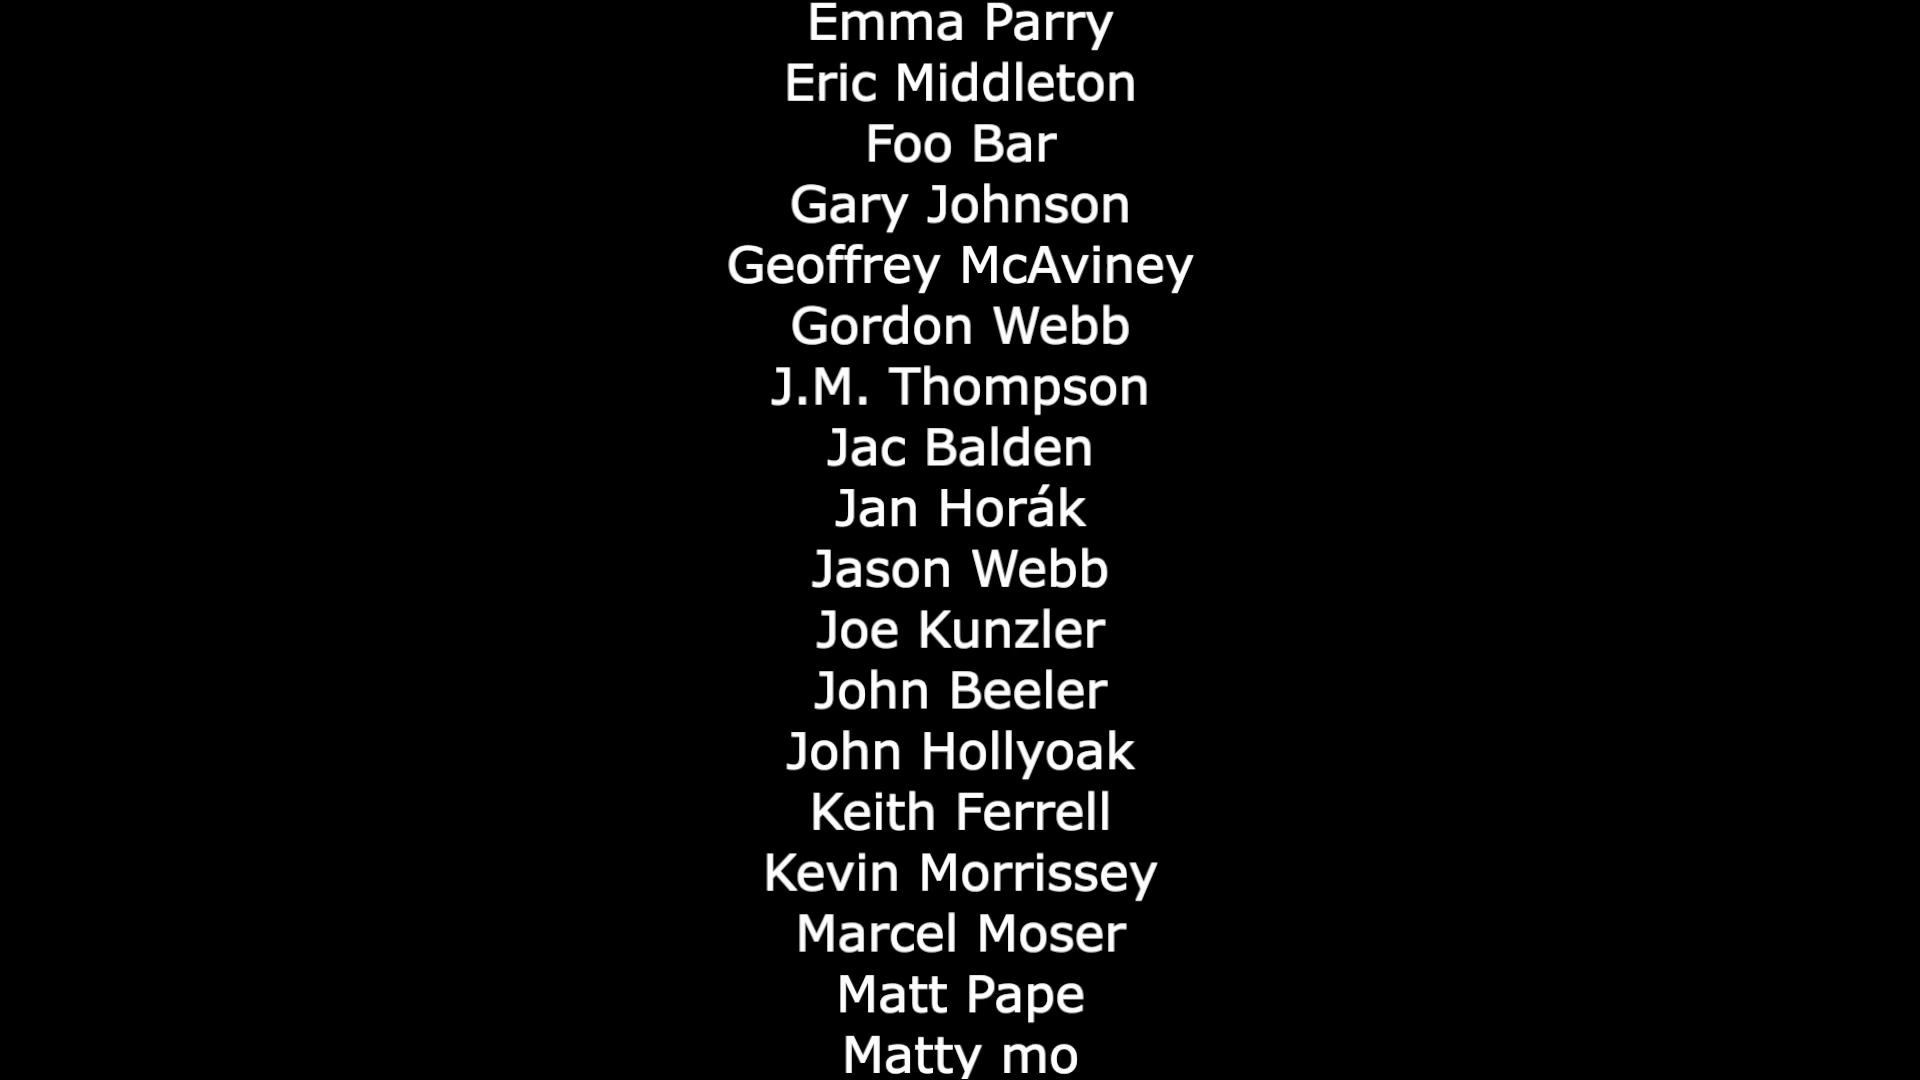 Emma Parry
Eric Middleton
Foo Bar
Gary Johnson
Geoffrey McAviney
Gordon Webb
J.M. Thompson
Jac Balden
Jan Horák
Jason Webb
Joe Kunzler
John Beeler
John Hollyoak
Keith Ferrell
Kevin Morrissey
Marcel Moser
Matt Pape
Matty mo